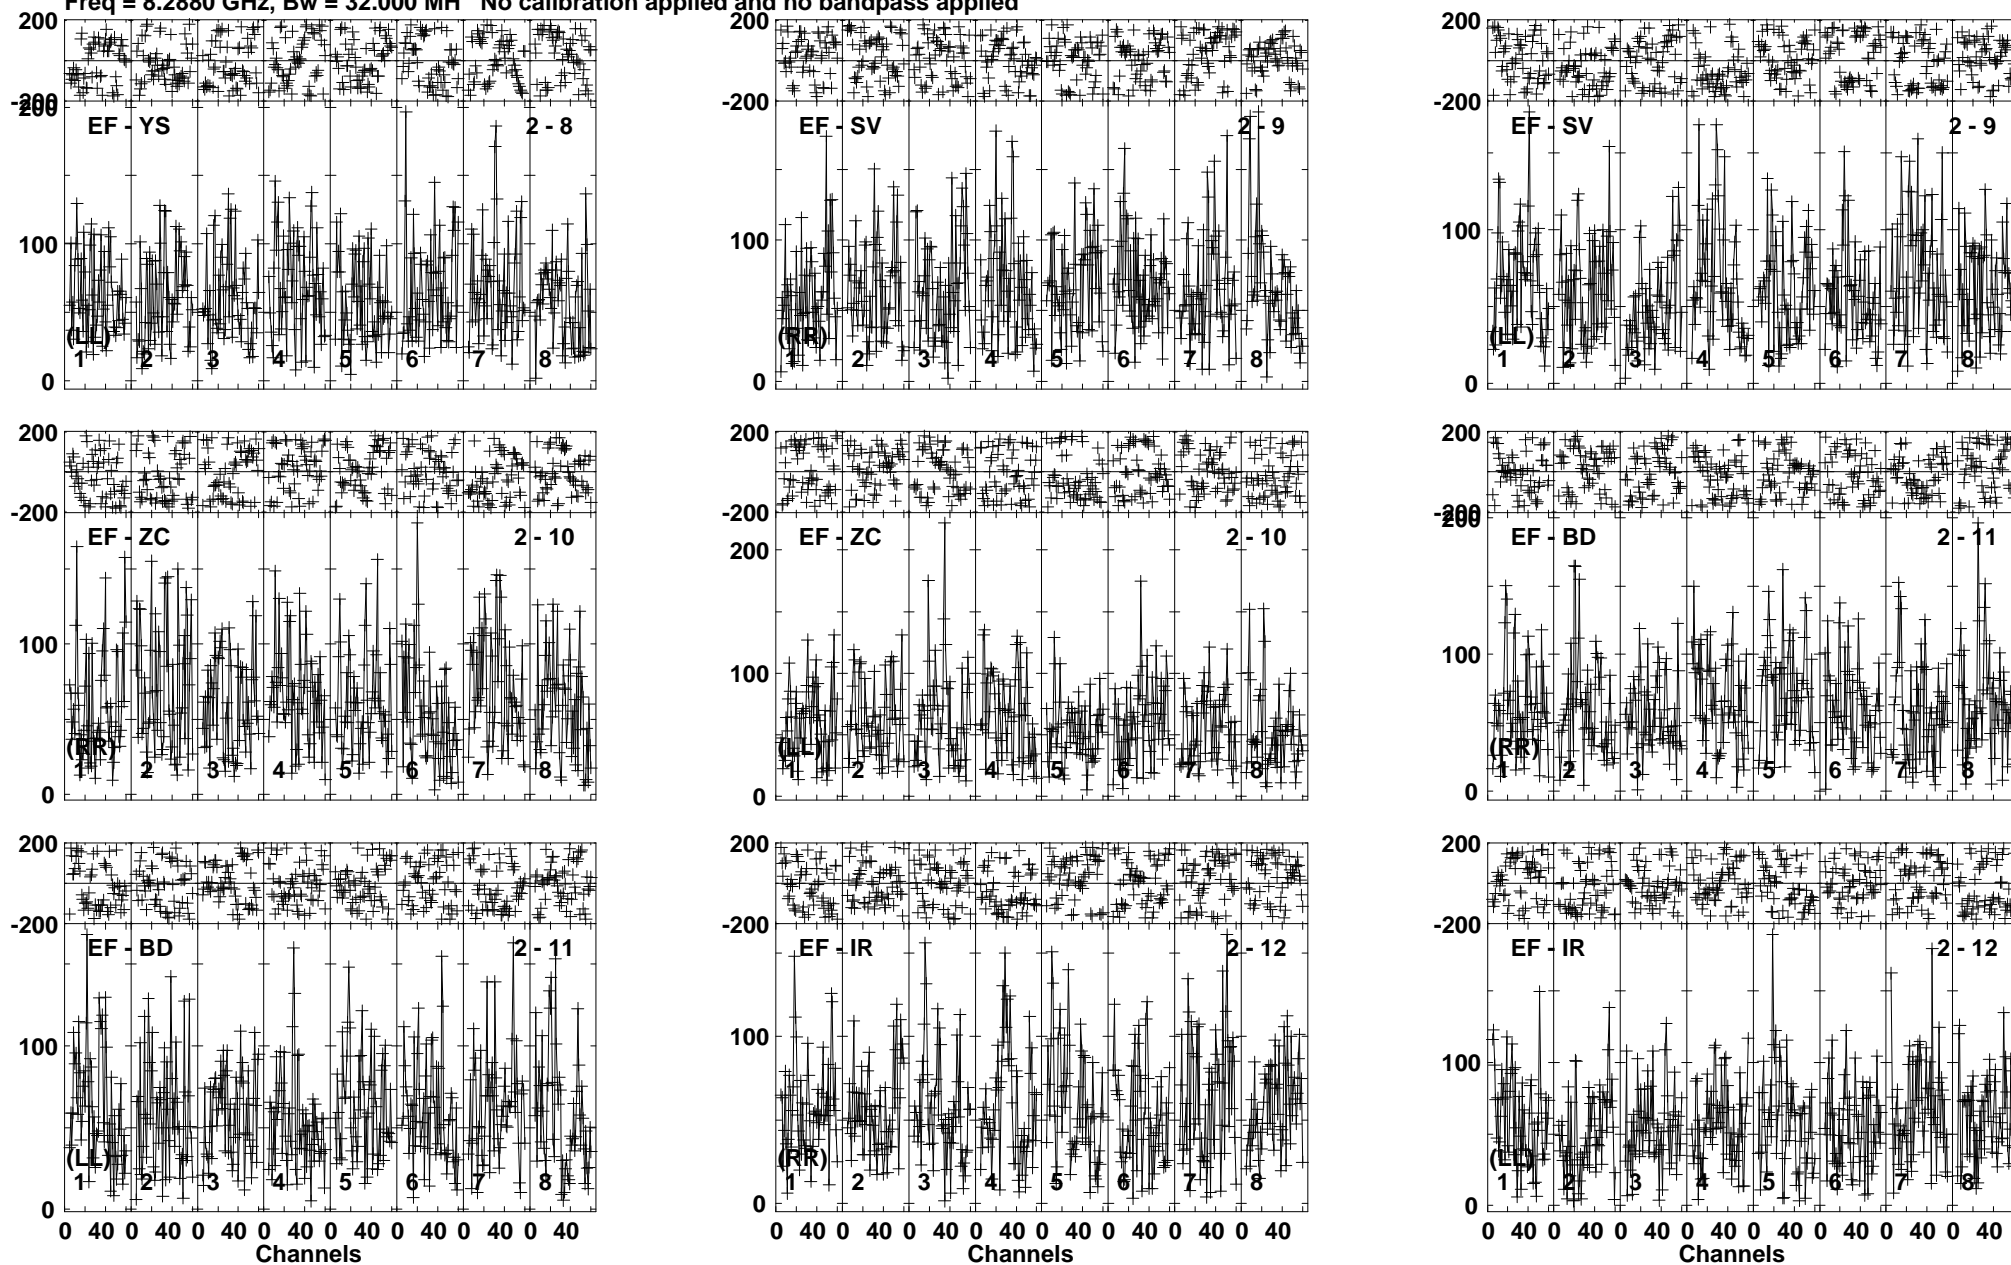 Freq = 8.2880 GHz, Bw = 32.000 MH No calibration applied and no bandpass applied
200 200 200
-200 -200 -200
200
EF - YS 2 - 8 EF - SV 2 - 9 EF - SV 2 - 9
100 100 100
(LL) (RR) (LL)
1 2 3 4 5 6 7 8 1 2 3 4 5 6 7 8 1 2 3 4 5 6 7 8
0 0 0
200 200 200
-200 -200 -200
200
EF - ZC 2 - 10 EF - ZC 2 - 10 EF - BD 2 - 11
200
100 100 100
(RR) (LL) (RR)
1 2 3 4 5 6 7 8 1 2 3 4 5 6 7 8 1 2 3 4 5 6 7 8
0 0 0
200 200 200
-200 -200 -200
EF - BD 2 - 11 EF - IR 2 - 12 EF - IR 2 - 12
100 100 100
(LL) (RR) (LL)
1 2 3 4 5 6 7 8 1 2 3 4 5 6 7 8 1 2 3 4 5 6 7 8
0 0 0
0 40 0 40 0 40 0 40 0 40 0 40 0 40 0 40 0 40 0 40 0 40 0 40 0 40 0 40 0 40 0 40 0 40 0 40 0 40 0 40 0 40 0 40 0 40 0 40
Channels Channels Channels